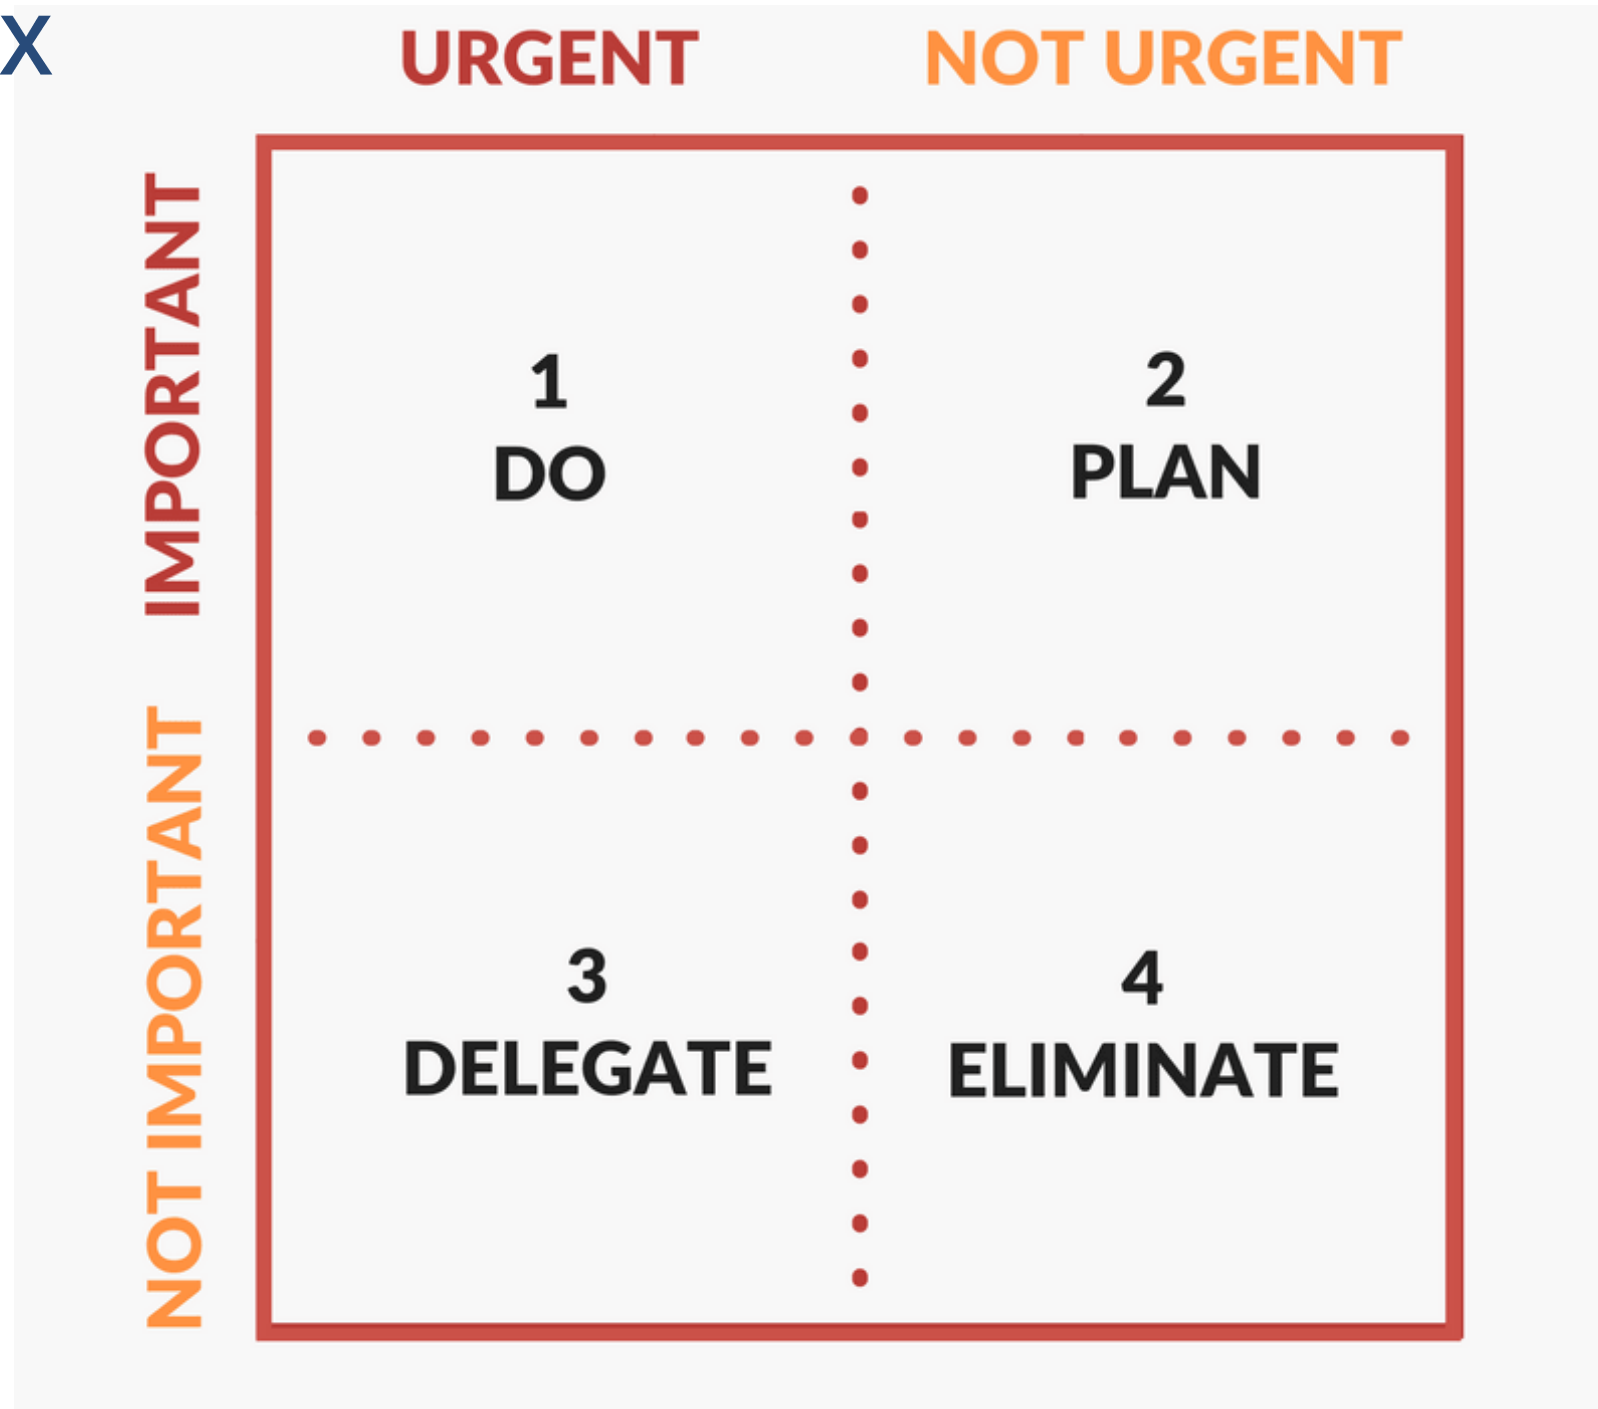 X
URGENT
NOT URGENT
IMPORTANT
1
DO
2
PLAN
NOT IMPORTANT
3
DELEGATE
4
ELIMINATE